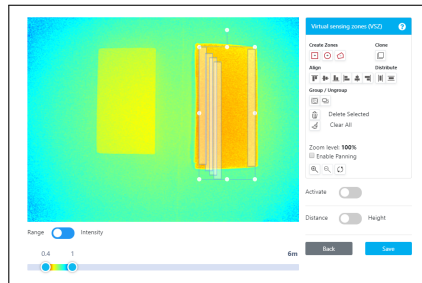 Virtual sensing zones (VSZ) ?
Create Zones Clone
Align Distribute
Group / Ungroup
Delete Selected
Clear All
Zoom level: 100%
Enable Panning
Activate
Distance Height
Range Intensity
Back Save
0.4 1 6m